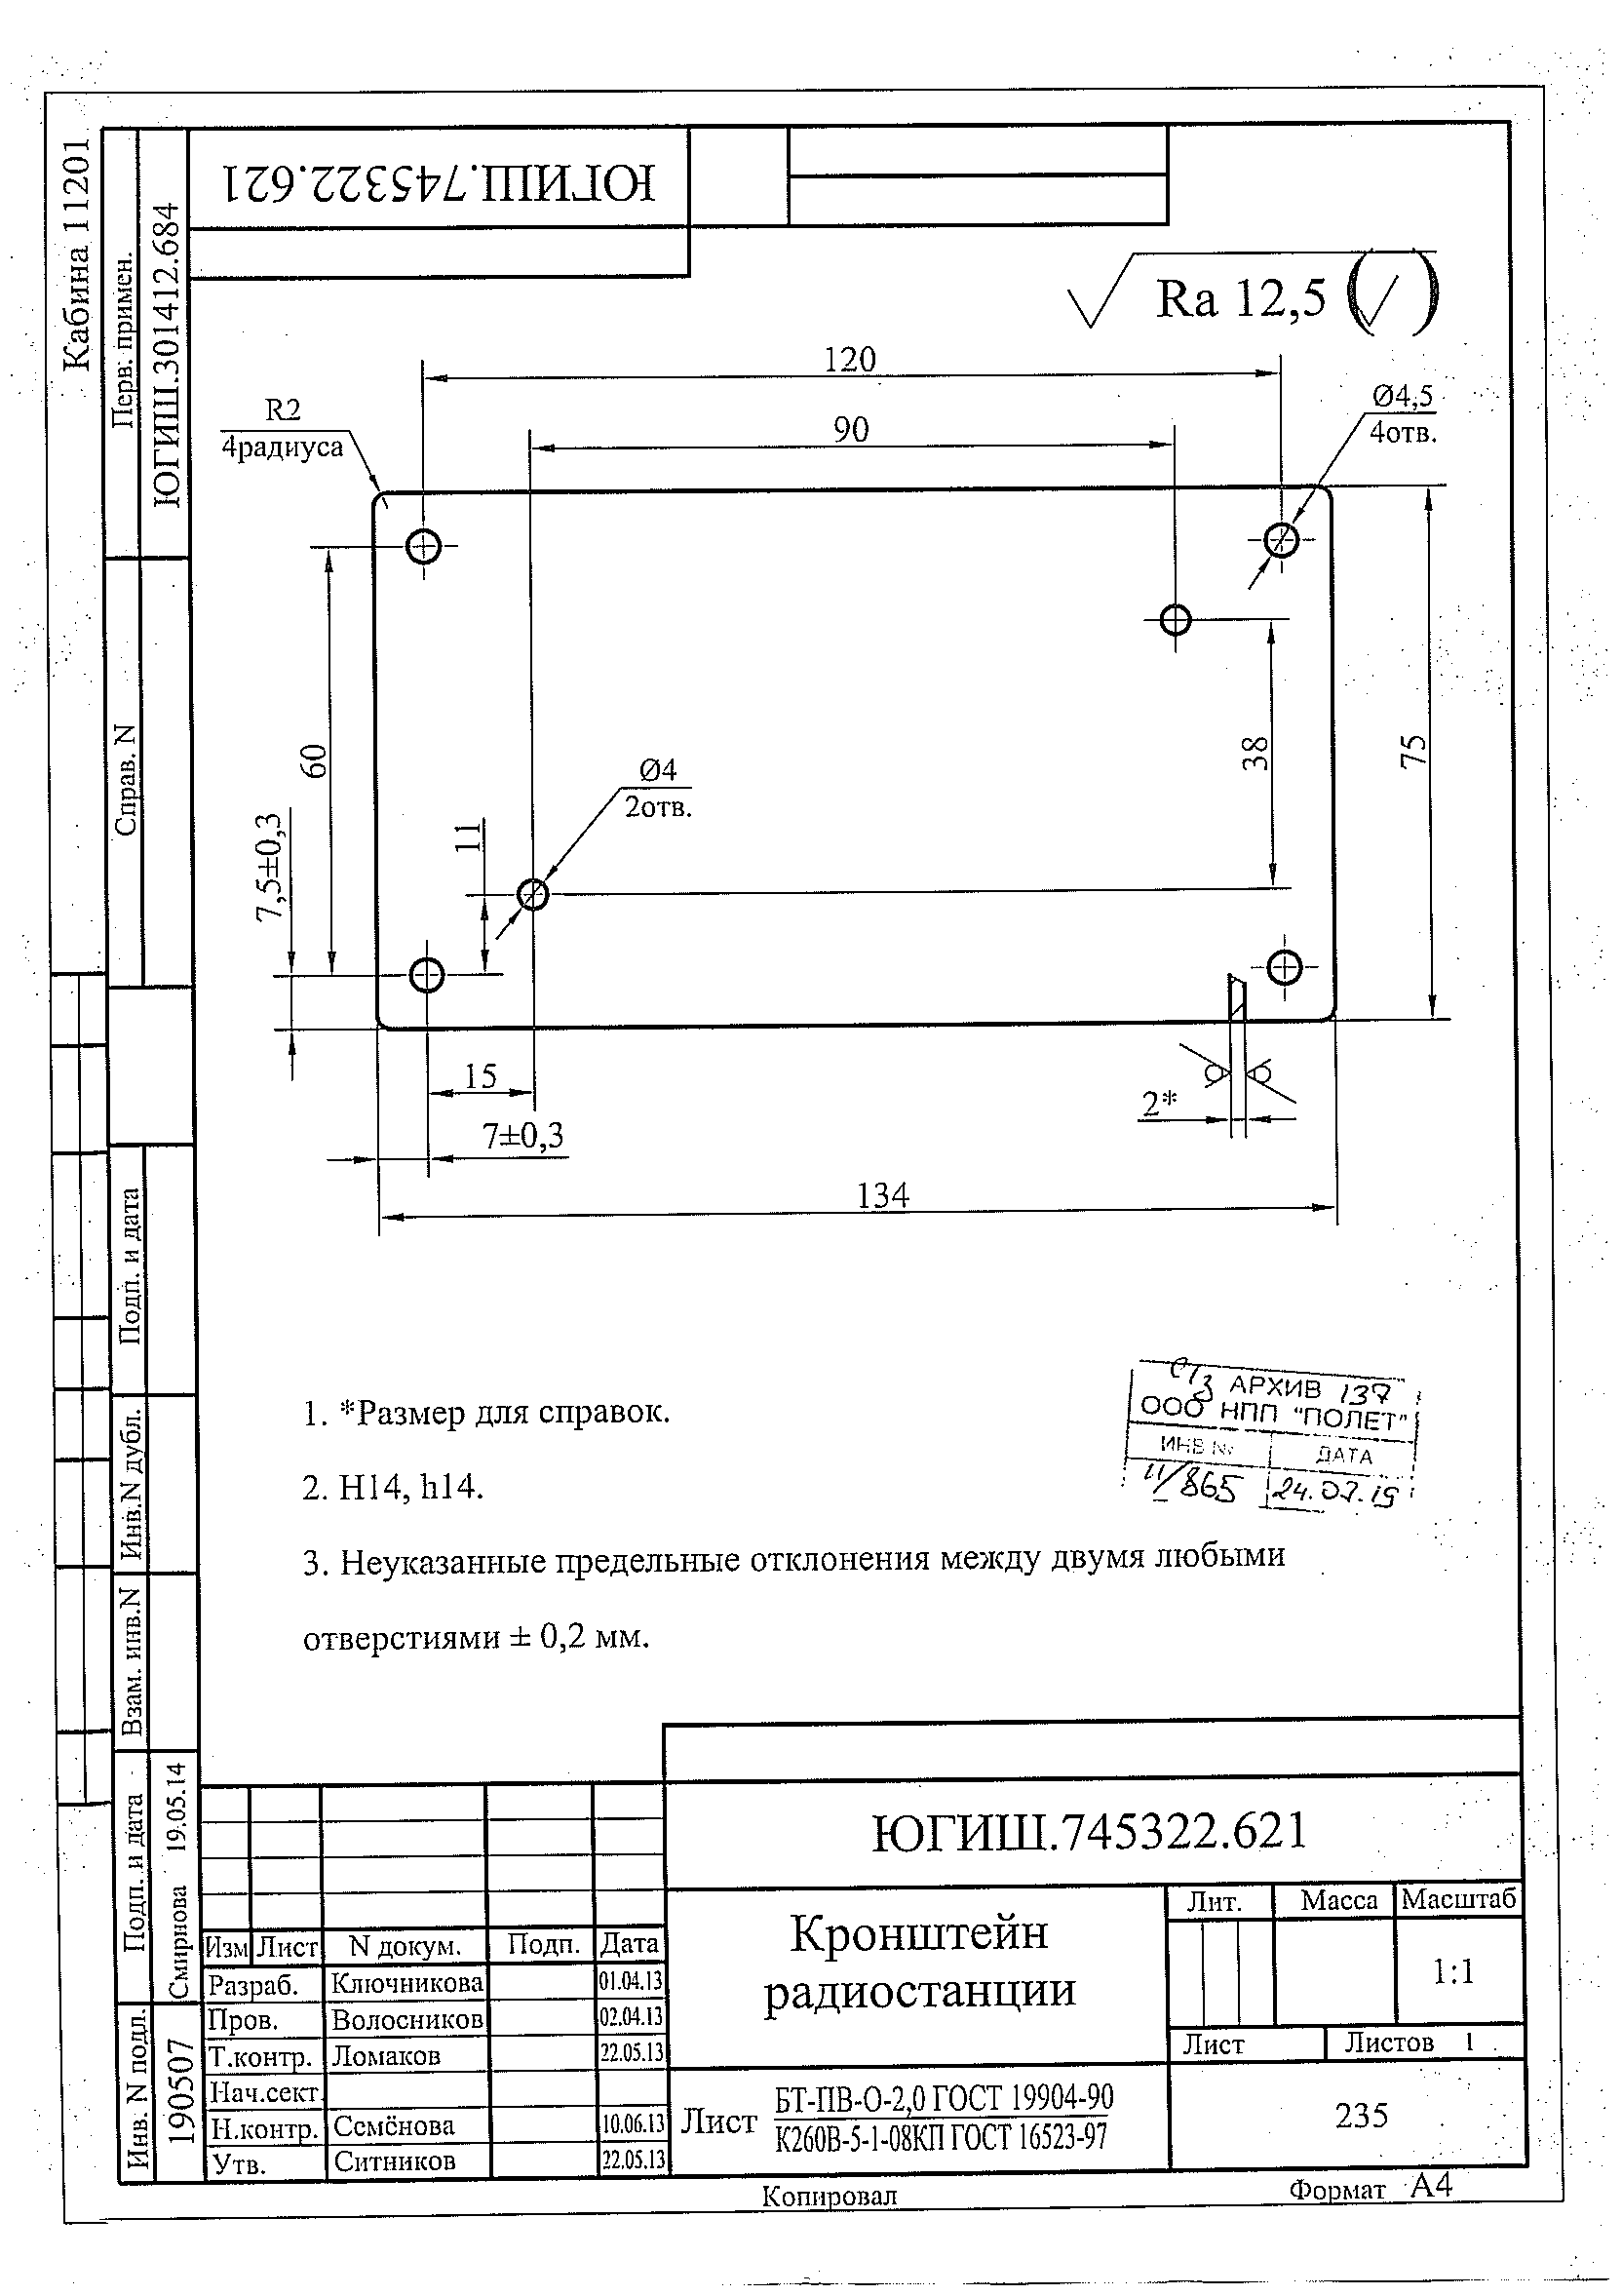 Кабина 11201
Перв. примен.
ЮГИШ.301412.684
ЮГИШ.745322.621
Ra 12,5
120
R2
4радиуса
90
Ø4,5
4отв.
60
38
75
Ø4
2отв.
11
7,5±0,3
15
2*
7±0,3
134
Справ. N
Подп. и дата
Инв.N дубл.
Взам. инв.N
Подп. и дата
Смирнова 19.05.14
Инв. N подл.
190507
1. *Размер для справок.
2. H14, h14.
3. Неуказанные предельные отклонения между двумя любыми
отверстиями ± 0,2 мм.
АРХИВ 137
ООО НПП "ПОЛЕТ"
ИНВ № ДАТА
11/865 24.07.19
ЮГИШ.745322.621
Изм Лист N докум. Подп. Дата
Разраб. Ключникова 01.04.13
Пров. Волосников 02.04.13
Т.контр. Ломаков 22.05.13
Нач.сект.
Н.контр. Семёнова 10.06.13
Утв. Ситников 22.05.13
Кронштейн
радиостанции
Лит. Масса Масштаб
1:1
Лист Листов 1
Лист БТ-ПВ-О-2,0 ГОСТ 19904-90
К260В-5-1-08КП ГОСТ 16523-97
235
Копировал
Формат А4